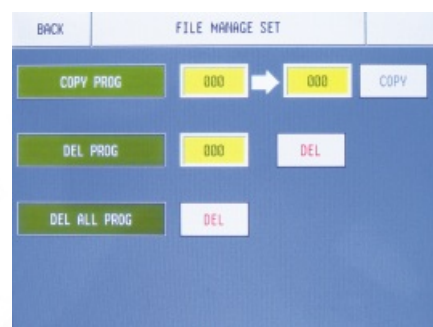 BACK FILE MANAGE SET
COPY PROG 000 000 COPY
DEL PROG 000 DEL
DEL ALL PROG DEL